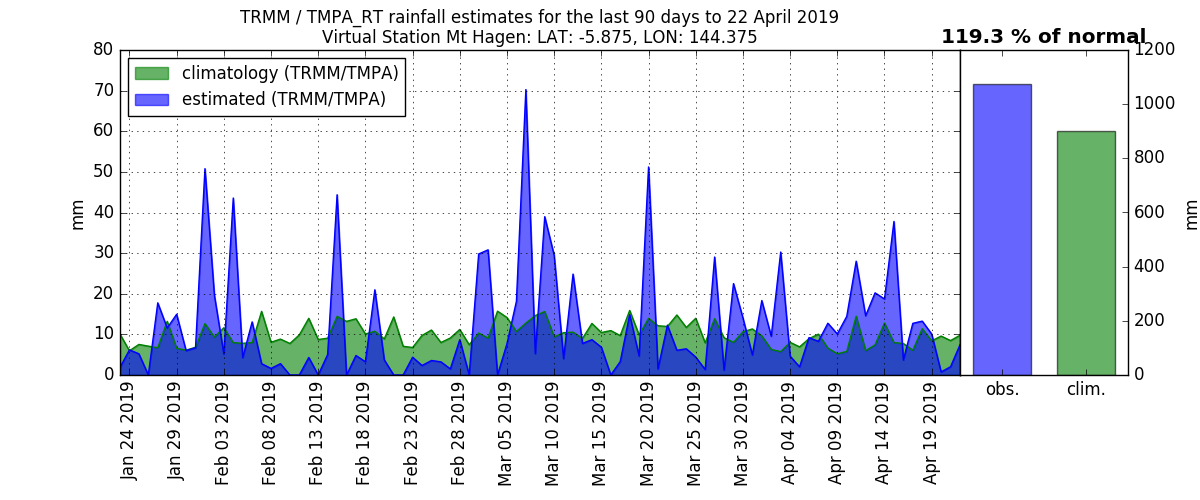 TRMM / TMPA_RT rainfall estimates for the last 90 days to 22 April 2019
Virtual Station Mt Hagen: LAT: -5.875, LON: 144.375
119.3 % of normal
climatology (TRMM/TMPA)
estimated (TRMM/TMPA)
80
70
60
50
40
30
20
10
0
mm
Jan 24 2019
Jan 29 2019
Feb 03 2019
Feb 08 2019
Feb 13 2019
Feb 18 2019
Feb 23 2019
Feb 28 2019
Mar 05 2019
Mar 10 2019
Mar 15 2019
Mar 20 2019
Mar 25 2019
Mar 30 2019
Apr 04 2019
Apr 09 2019
Apr 14 2019
Apr 19 2019
obs.
clim.
1200
1000
800
600
400
200
0
mm